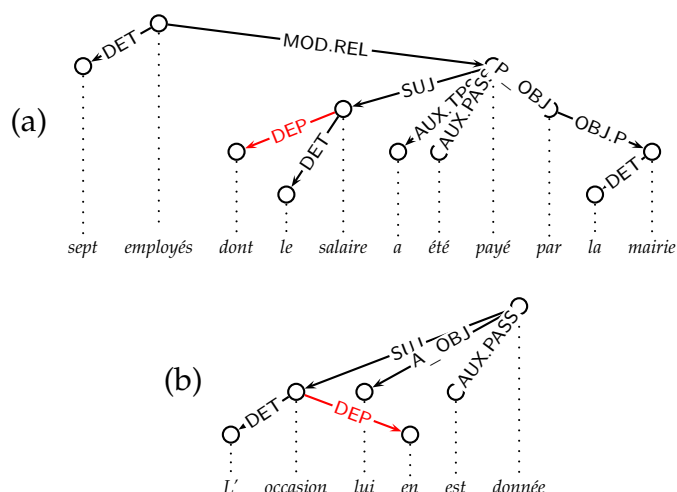 (a)
DET
MOD.REL
SUJ
AUX.TPS
AUX.PASS
P_OBJ
OBJ.P
DEP
DET
DET
sept employés dont le salaire a été payé par la mairie
(b)
SUJ
A_OBJ
AUX.PASS
DET
DEP
L' occasion lui en est donnée